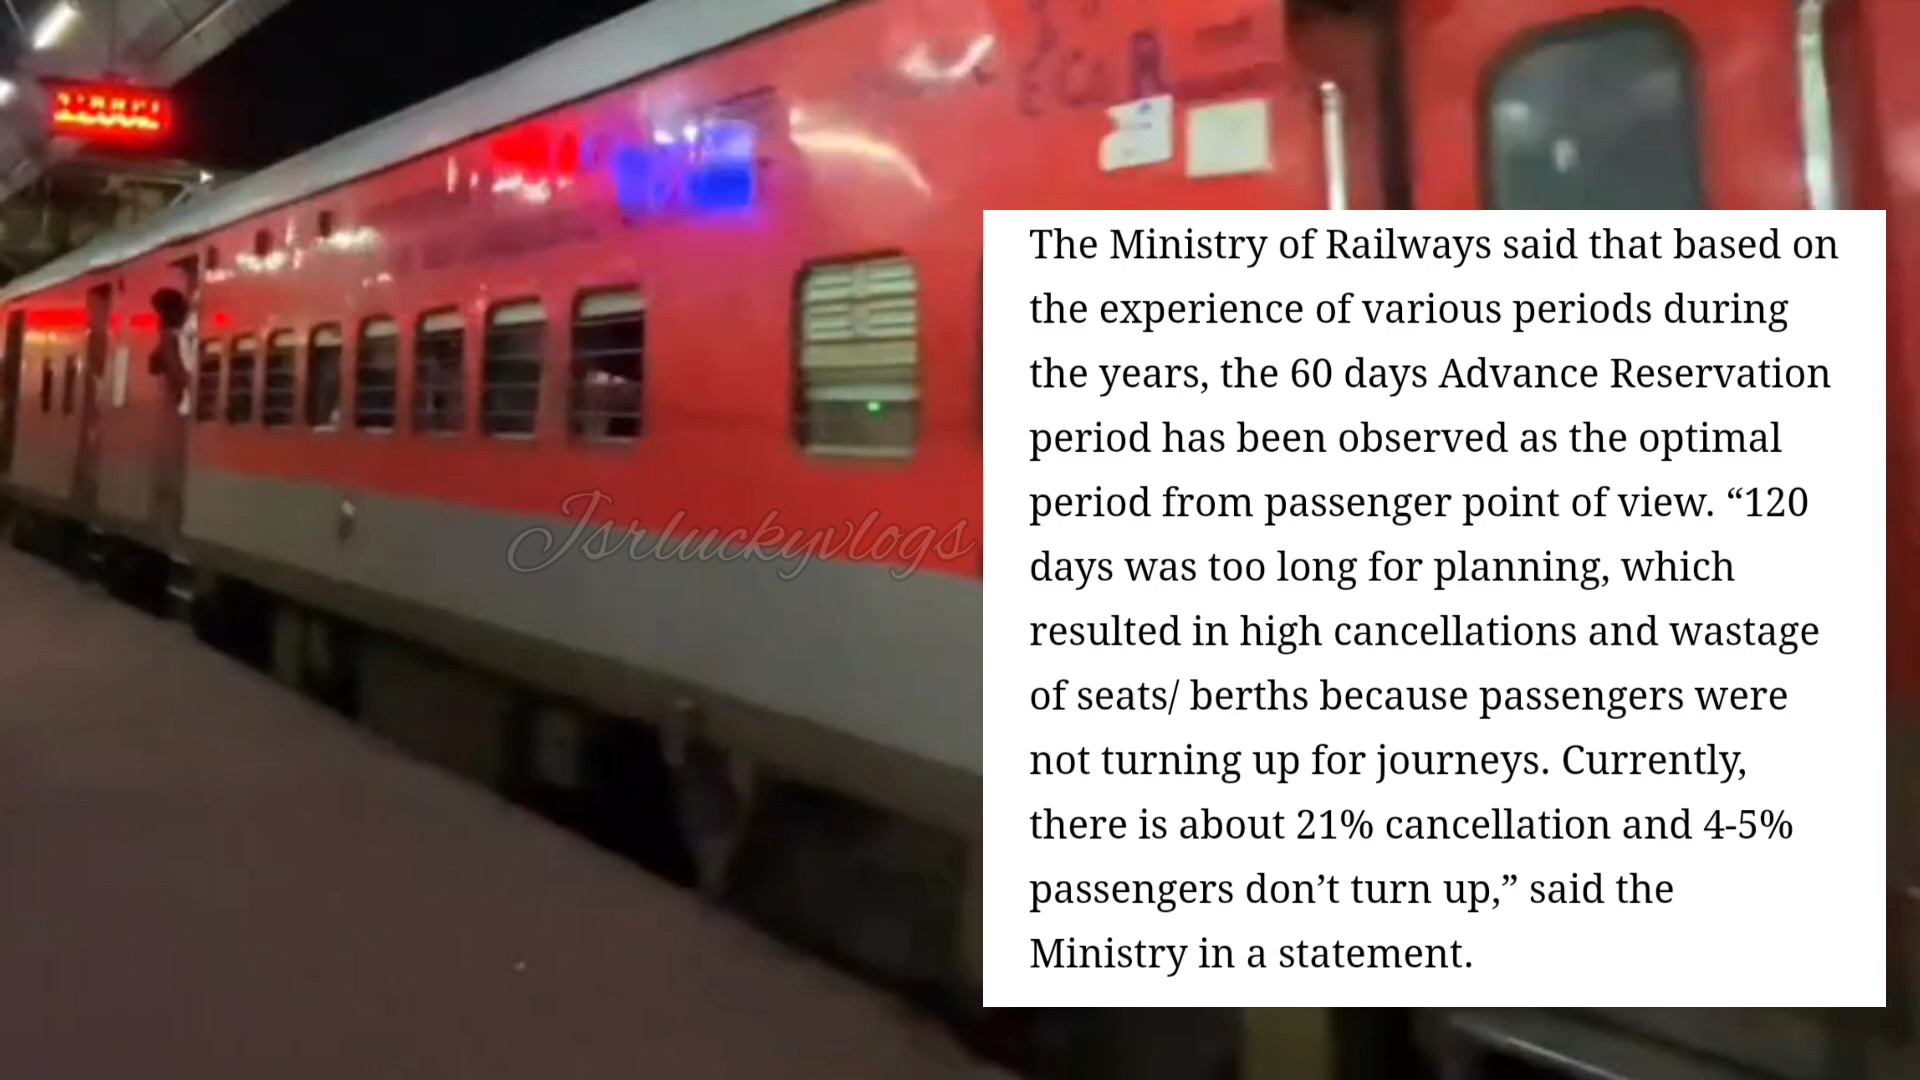 Jsrluckyvlogs
The Ministry of Railways said that based on
the experience of various periods during
the years, the 60 days Advance Reservation
period has been observed as the optimal
period from passenger point of view. “120
days was too long for planning, which
resulted in high cancellations and wastage
of seats/ berths because passengers were
not turning up for journeys. Currently,
there is about 21% cancellation and 4-5%
passengers don’t turn up,” said the
Ministry in a statement.